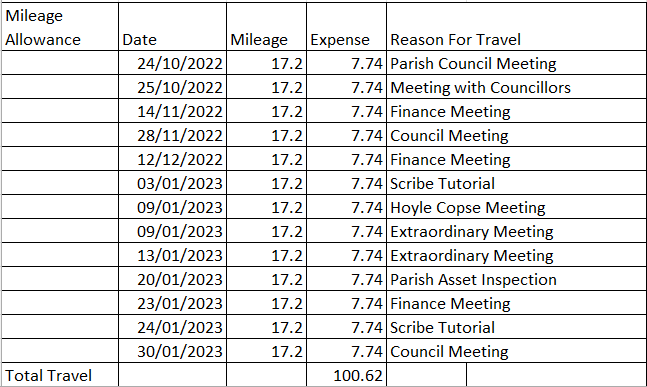 Mileage
Allowance Date Mileage Expense Reason For Travel
24/10/2022 17.2 7.74 Parish Council Meeting
25/10/2022 17.2 7.74 Meeting with Councillors
14/11/2022 17.2 7.74 Finance Meeting
28/11/2022 17.2 7.74 Council Meeting
12/12/2022 17.2 7.74 Finance Meeting
03/01/2023 17.2 7.74 Scribe Tutorial
09/01/2023 17.2 7.74 Hoyle Copse Meeting
09/01/2023 17.2 7.74 Extraordinary Meeting
13/01/2023 17.2 7.74 Extraordinary Meeting
20/01/2023 17.2 7.74 Parish Asset Inspection
23/01/2023 17.2 7.74 Finance Meeting
24/01/2023 17.2 7.74 Scribe Tutorial
30/01/2023 17.2 7.74 Council Meeting
Total Travel 100.62